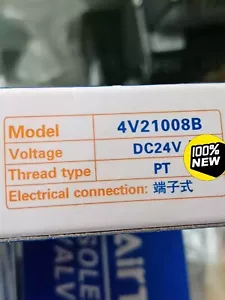 Model 4V21008B
Voltage DC24V
Thread type PT
Electrical connection: 端子式
100%
NEW